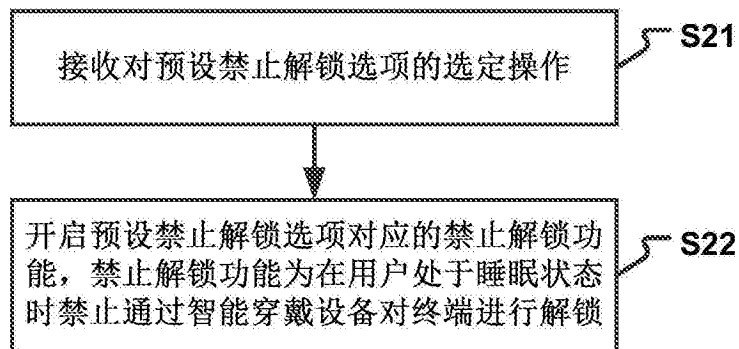 接收对预设禁止解锁选项的选定操作
S21
开启预设禁止解锁选项对应的禁止解锁功
能，禁止解锁功能为在用户处于睡眠状态
时禁止通过智能穿戴设备对终端进行解锁
S22